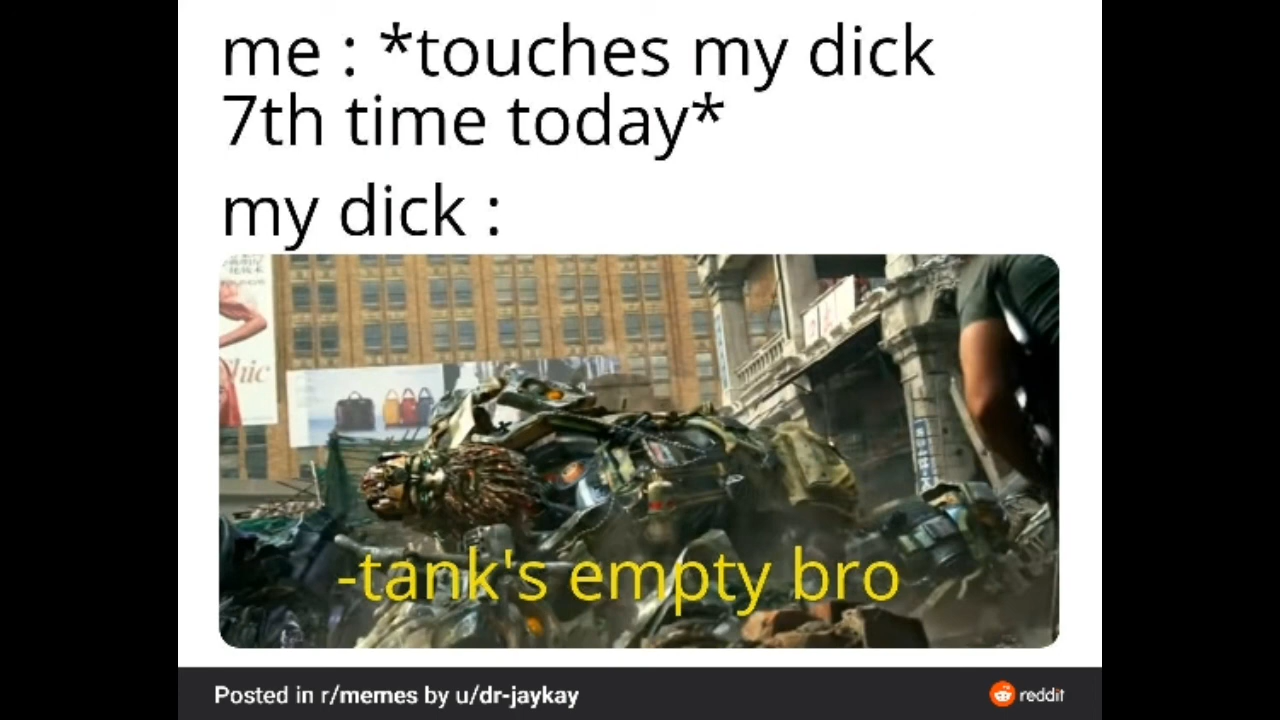 me : *touches my dick
7th time today*
my dick :
hic
-tank's empty bro
Posted in r/memes by u/dr-jaykay
reddit